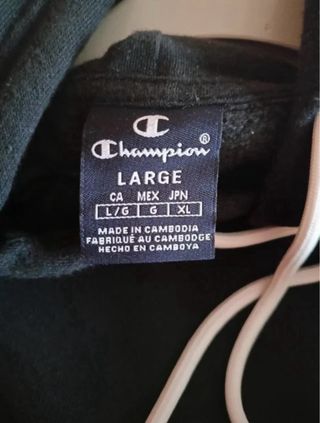 Champion®
LARGE
CA MEX JPN
L/G G XL
MADE IN CAMBODIA
FABRIQUÉ AU CAMBODGE
HECHO EN CAMBOYA